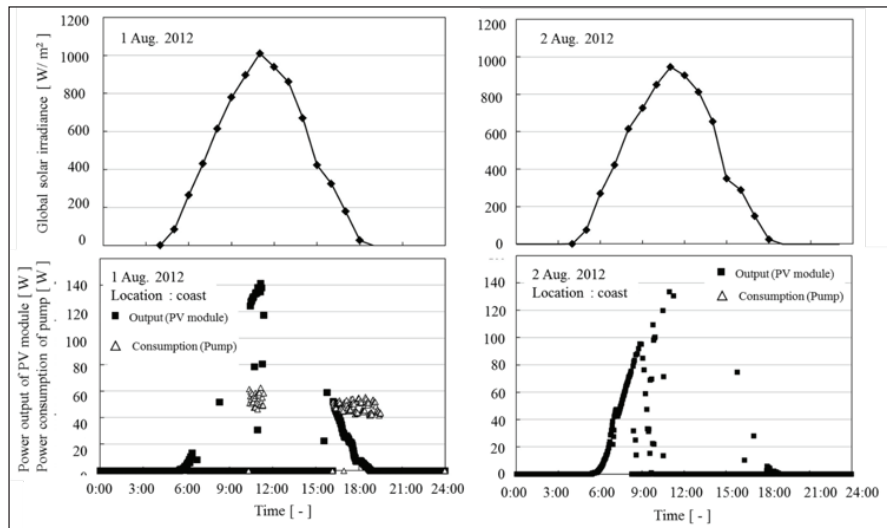 1200
1000
800
600
400
200
0
Global solar irradiance [ W/ m² ]
1 Aug. 2012
1200
1000
800
600
400
200
0
2 Aug. 2012
Power output of PV module [ W ]
Power consumption of pump [ W ]
140
120
100
80
60
40
20
0
1 Aug. 2012
Location : coast
Output (PV module)
Consumption (Pump)
0:00 3:00 6:00 9:00 12:00 15:00 18:00 21:00 24:00
Time [ - ]
140
120
100
80
60
40
20
0
2 Aug. 2012
Location : coast
Output (PV module)
Consumption (Pump)
0:00 6:00 9:00 12:00 15:00 18:00 21:00 24:00
Time [ - ]